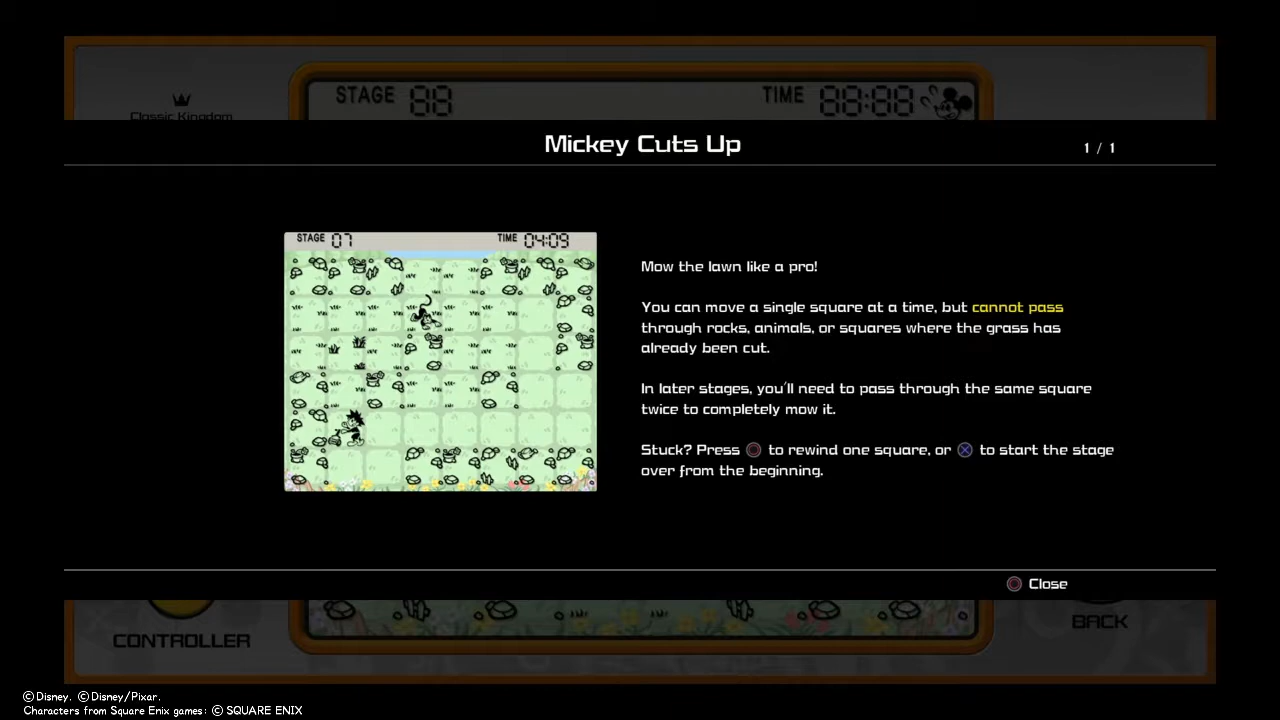 STAGE 88
TIME 88:88
Classic Kingdom
Mickey Cuts Up
1 / 1
STAGE 07
TIME 04:09
Mow the lawn like a pro!
You can move a single square at a time, but cannot pass
through rocks, animals, or squares where the grass has
already been cut.
In later stages, you'll need to pass through the same square
twice to completely mow it.
Stuck? Press to rewind one square, or to start the stage
over from the beginning.
Close
CONTROLLER
BACK
©Disney. ©Disney/Pixar.
Characters from Square Enix games: © SQUARE ENIX